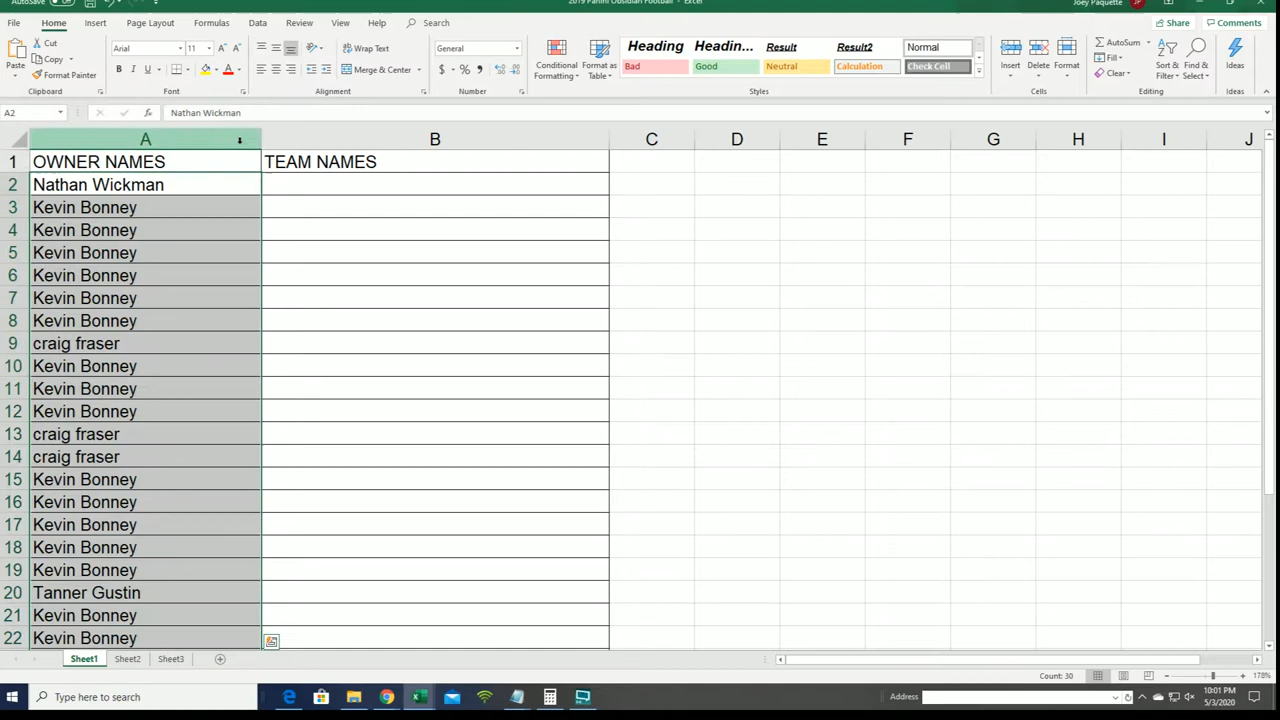 AutoSave
2019 Panini Obsidian Football - Excel
Joey Paquette
JP
File Home Insert Page Layout Formulas Data Review View Help Search
Share Comments
Paste
Cut
Copy
Format Painter
Clipboard
Arial 11
Font
Wrap Text
Merge & Center
Alignment
General
Number
Conditional Formatting
Format as Table
Heading Headin... Result Result2 Normal
Bad Good Neutral Calculation Check Cell
Styles
Insert Delete Format
Cells
AutoSum
Fill
Clear
Sort & Filter
Find & Select
Editing
Ideas
Ideas
A2 Nathan Wickman
A B C D E F G H I J
1 OWNER NAMES TEAM NAMES
2 Nathan Wickman
3 Kevin Bonney
4 Kevin Bonney
5 Kevin Bonney
6 Kevin Bonney
7 Kevin Bonney
8 Kevin Bonney
9 craig fraser
10 Kevin Bonney
11 Kevin Bonney
12 Kevin Bonney
13 craig fraser
14 craig fraser
15 Kevin Bonney
16 Kevin Bonney
17 Kevin Bonney
18 Kevin Bonney
19 Kevin Bonney
20 Tanner Gustin
21 Kevin Bonney
22 Kevin Bonney
Sheet1 Sheet2 Sheet3
Count: 30
178%
Type here to search
Address
10:01 PM
5/3/2020